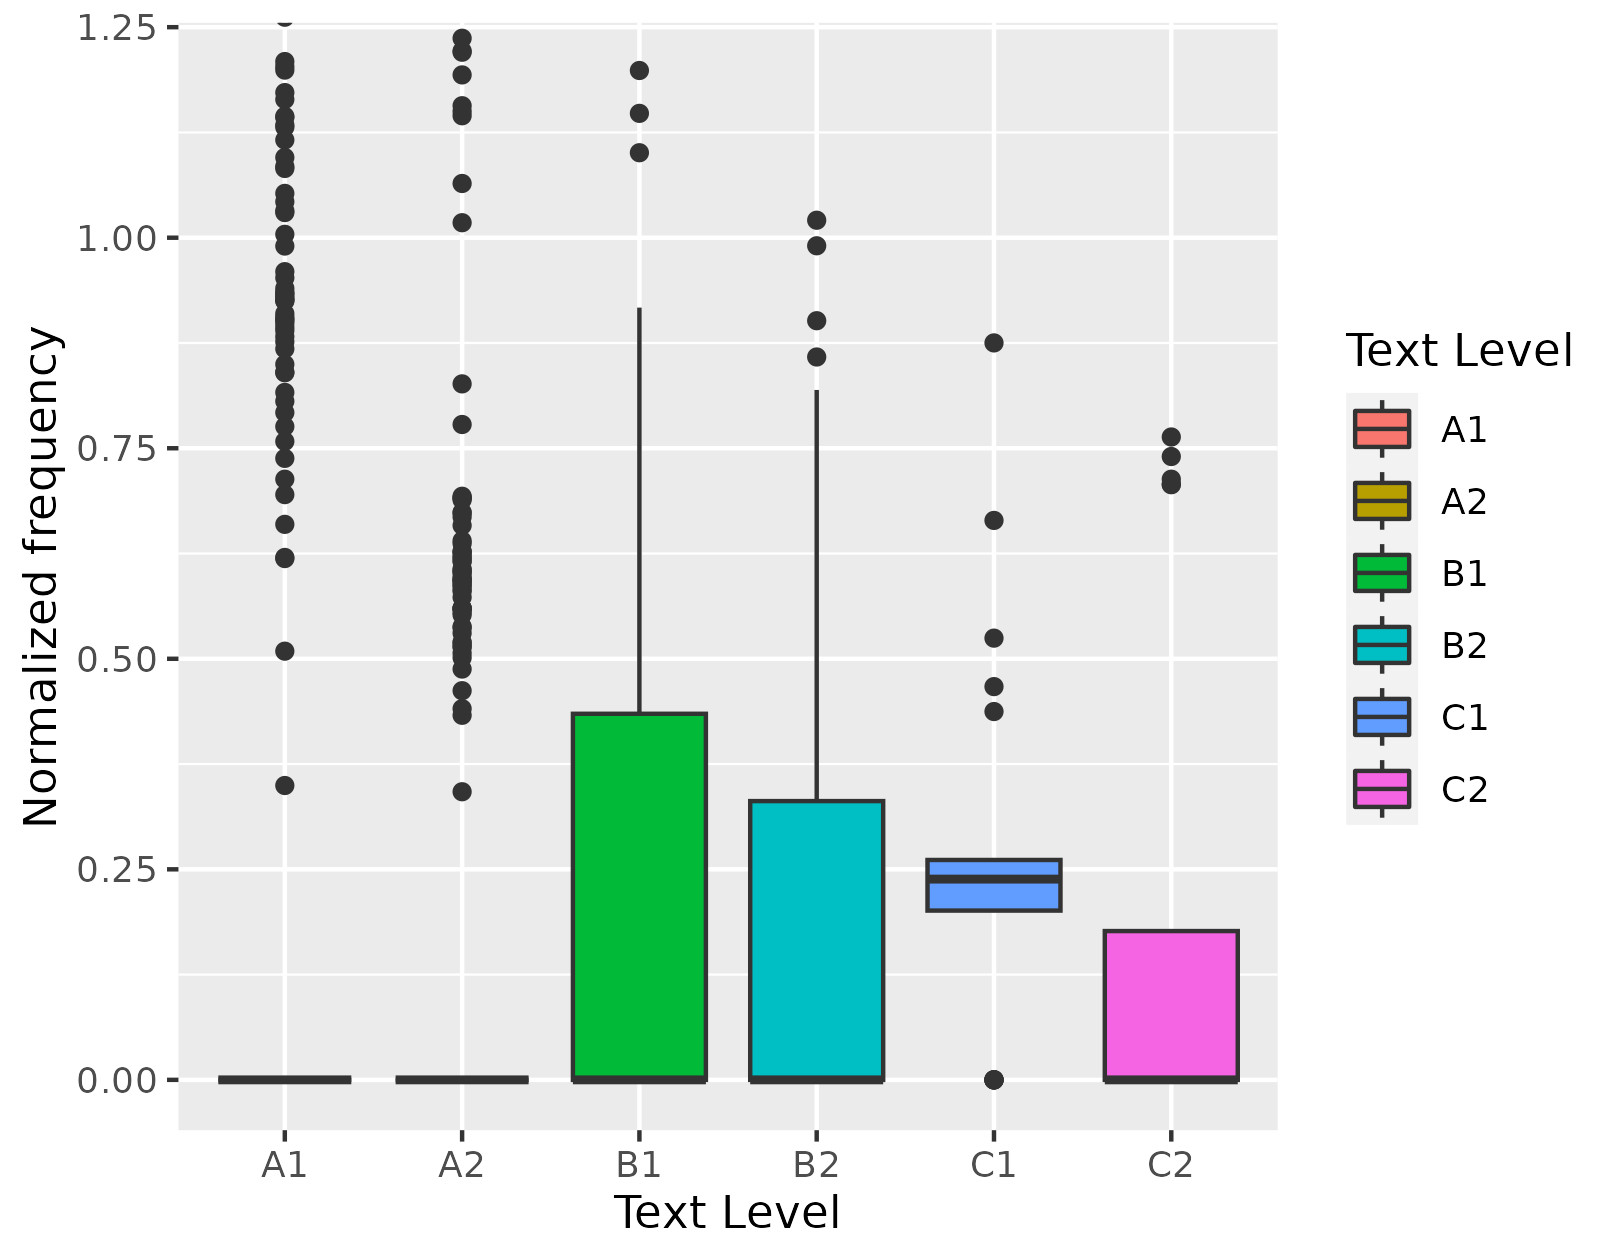 1.25
1.00
0.75
0.50
0.25
0.00
Normalized frequency
A1 A2 B1 B2 C1 C2
Text Level
Text Level
A1
A2
B1
B2
C1
C2